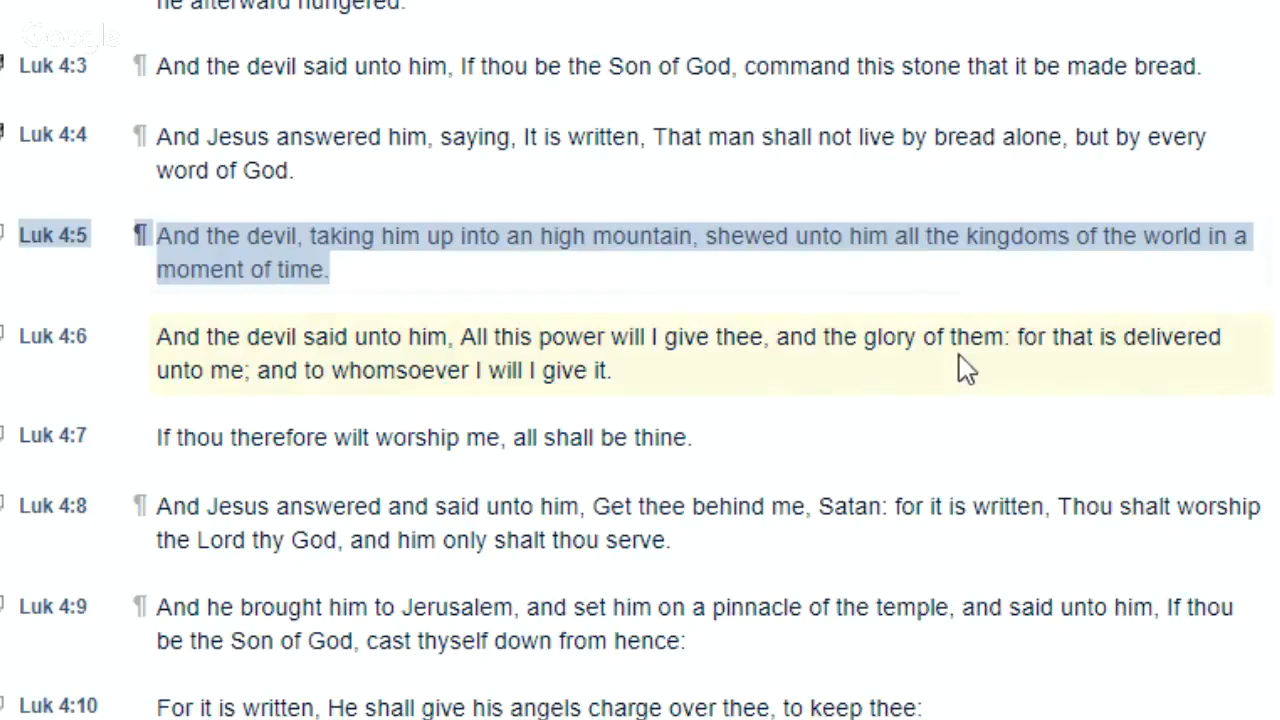 he afterward hungered.
Google
Luk 4:3 ¶ And the devil said unto him, If thou be the Son of God, command this stone that it be made bread.
Luk 4:4 ¶ And Jesus answered him, saying, It is written, That man shall not live by bread alone, but by every
word of God.
Luk 4:5 ¶ And the devil, taking him up into an high mountain, shewed unto him all the kingdoms of the world in a
moment of time.
Luk 4:6 And the devil said unto him, All this power will I give thee, and the glory of them: for that is delivered
unto me; and to whomsoever I will I give it.
Luk 4:7 If thou therefore wilt worship me, all shall be thine.
Luk 4:8 ¶ And Jesus answered and said unto him, Get thee behind me, Satan: for it is written, Thou shalt worship
the Lord thy God, and him only shalt thou serve.
Luk 4:9 ¶ And he brought him to Jerusalem, and set him on a pinnacle of the temple, and said unto him, If thou
be the Son of God, cast thyself down from hence:
Luk 4:10 For it is written, He shall give his angels charge over thee, to keep thee: